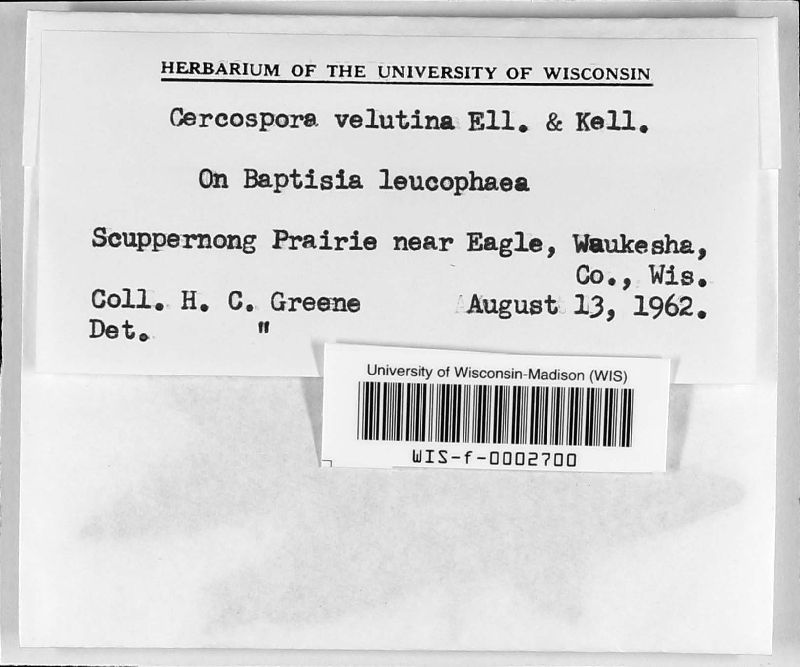 HERBARIUM OF THE UNIVERSITY OF WISCONSIN
Cercospora velutina Ell. & Kell.
On Baptisia leucophaea
Scuppernong Prairie near Eagle, Waukesha,
Co., Wis.
Coll. H. C. Greene August 13, 1962.
Det. "
University of Wisconsin-Madison (WIS)
WIS-f-0002700